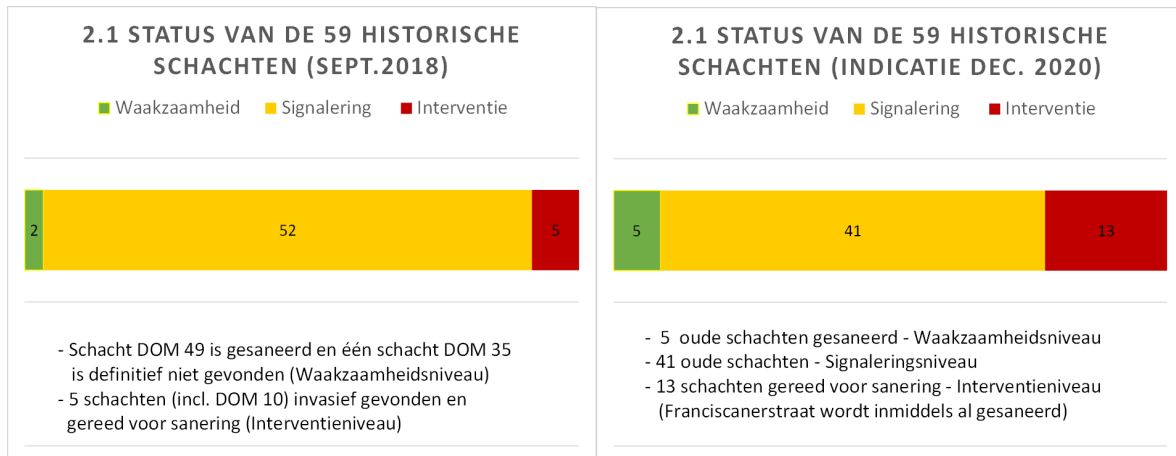 2.1 STATUS VAN DE 59 HISTORISCHE
SCHACHTEN (SEPT.2018)
Waakzaamheid Signalering Interventie
2 52 5
- Schacht DOM 49 is gesaneerd en één schacht DOM 35
is definitief niet gevonden (Waakzaamheidsniveau)
- 5 schachten (incl. DOM 10) invasief gevonden en
gereed voor sanering (Interventieniveau)
2.1 STATUS VAN DE 59 HISTORISCHE
SCHACHTEN (INDICATIE DEC. 2020)
Waakzaamheid Signalering Interventie
5 41 13
- 5 oude schachten gesaneerd - Waakzaamheidsniveau
- 41 oude schachten - Signaleringsniveau
- 13 schachten gereed voor sanering - Interventieniveau
(Franciscanerstraat wordt inmiddels al gesaneerd)